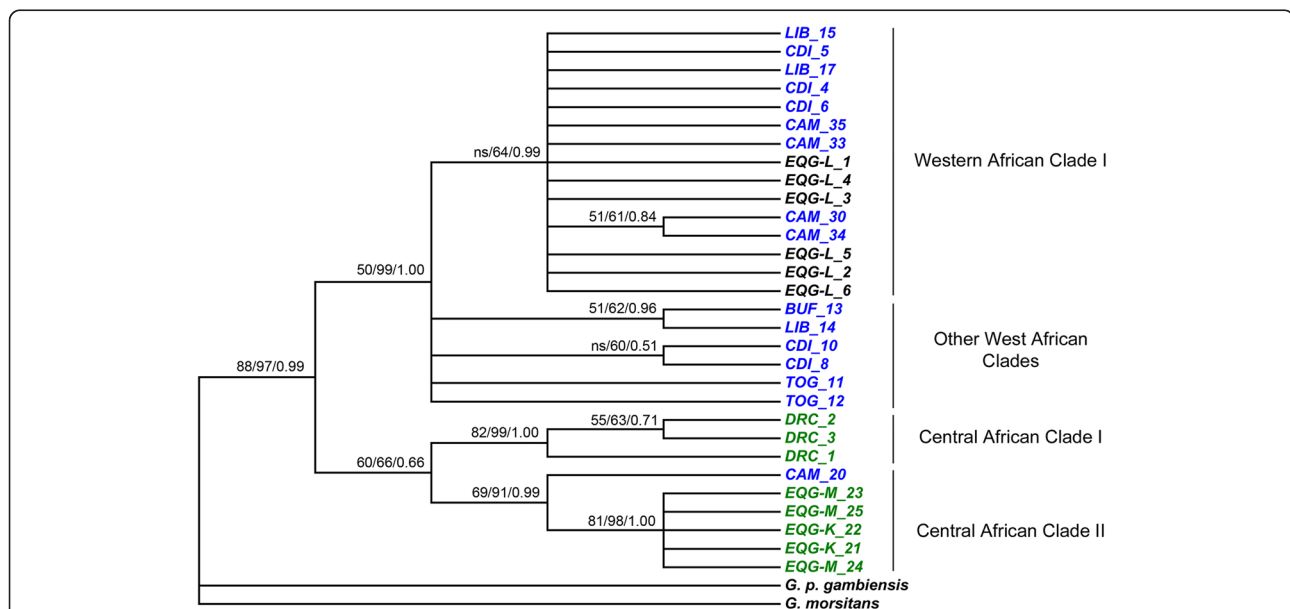 LIB_15
CDI_5
LIB_17
CDI_4
CDI_6
CAM_35
CAM_33
ns/64/0.99
EQG-L_1
Western African Clade I
EQG-L_4
EQG-L_3
51/61/0.84
CAM_30
CAM_34
EQG-L_5
50/99/1.00
EQG-L_2
EQG-L_6
51/62/0.96
BUF_13
LIB_14
Other West African
Clades
ns/60/0.51
CDI_10
CDI_8
88/97/0.99
TOG_11
TOG_12
55/63/0.71
DRC_2
82/99/1.00
DRC_3
Central African Clade I
DRC_1
60/66/0.66
CAM_20
69/91/0.99
EQG-M_23
EQG-M_25
81/98/1.00
EQG-K_22
Central African Clade II
EQG-K_21
EQG-M_24
G. p. gambiensis
G. morsitans